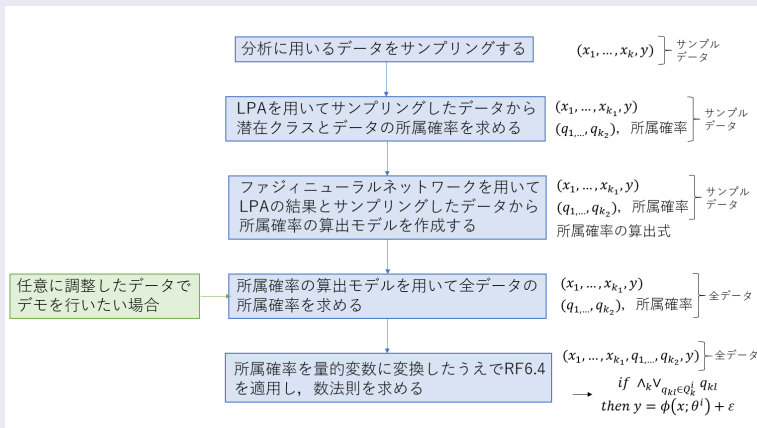 分析に用いるデータをサンプリングする
(x₁, …, xₖ, y)
サンプル
データ
LPAを用いてサンプリングしたデータから
潜在クラスとデータの所属確率を求める
(x₁, …, x_{k₁}, y)
(q_{1,…}, q_{k₂}), 所属確率
サンプル
データ
ファジィニューラルネットワークを用いて
LPAの結果とサンプリングしたデータから
所属確率の算出モデルを作成する
(x₁, …, x_{k₁}, y)
(q_{1,…}, q_{k₂}), 所属確率
所属確率の算出式
サンプル
データ
任意に調整したデータで
デモを行いたい場合
所属確率の算出モデルを用いて全データの
所属確率を求める
(x₁, …, x_{k₁}, y)
(q_{1,…}, q_{k₂}), 所属確率
全データ
所属確率を量的変数に変換したうえでRF6.4
を適用し，数法則を求める
(x₁, …, x_{k₁}, q_{1,…}, q_{k₂}, y)
全データ
if ∧ₖ∨_{q_{kl}∈Q_k^i} q_{kl}
then y = ϕ(x; θⁱ) + ε